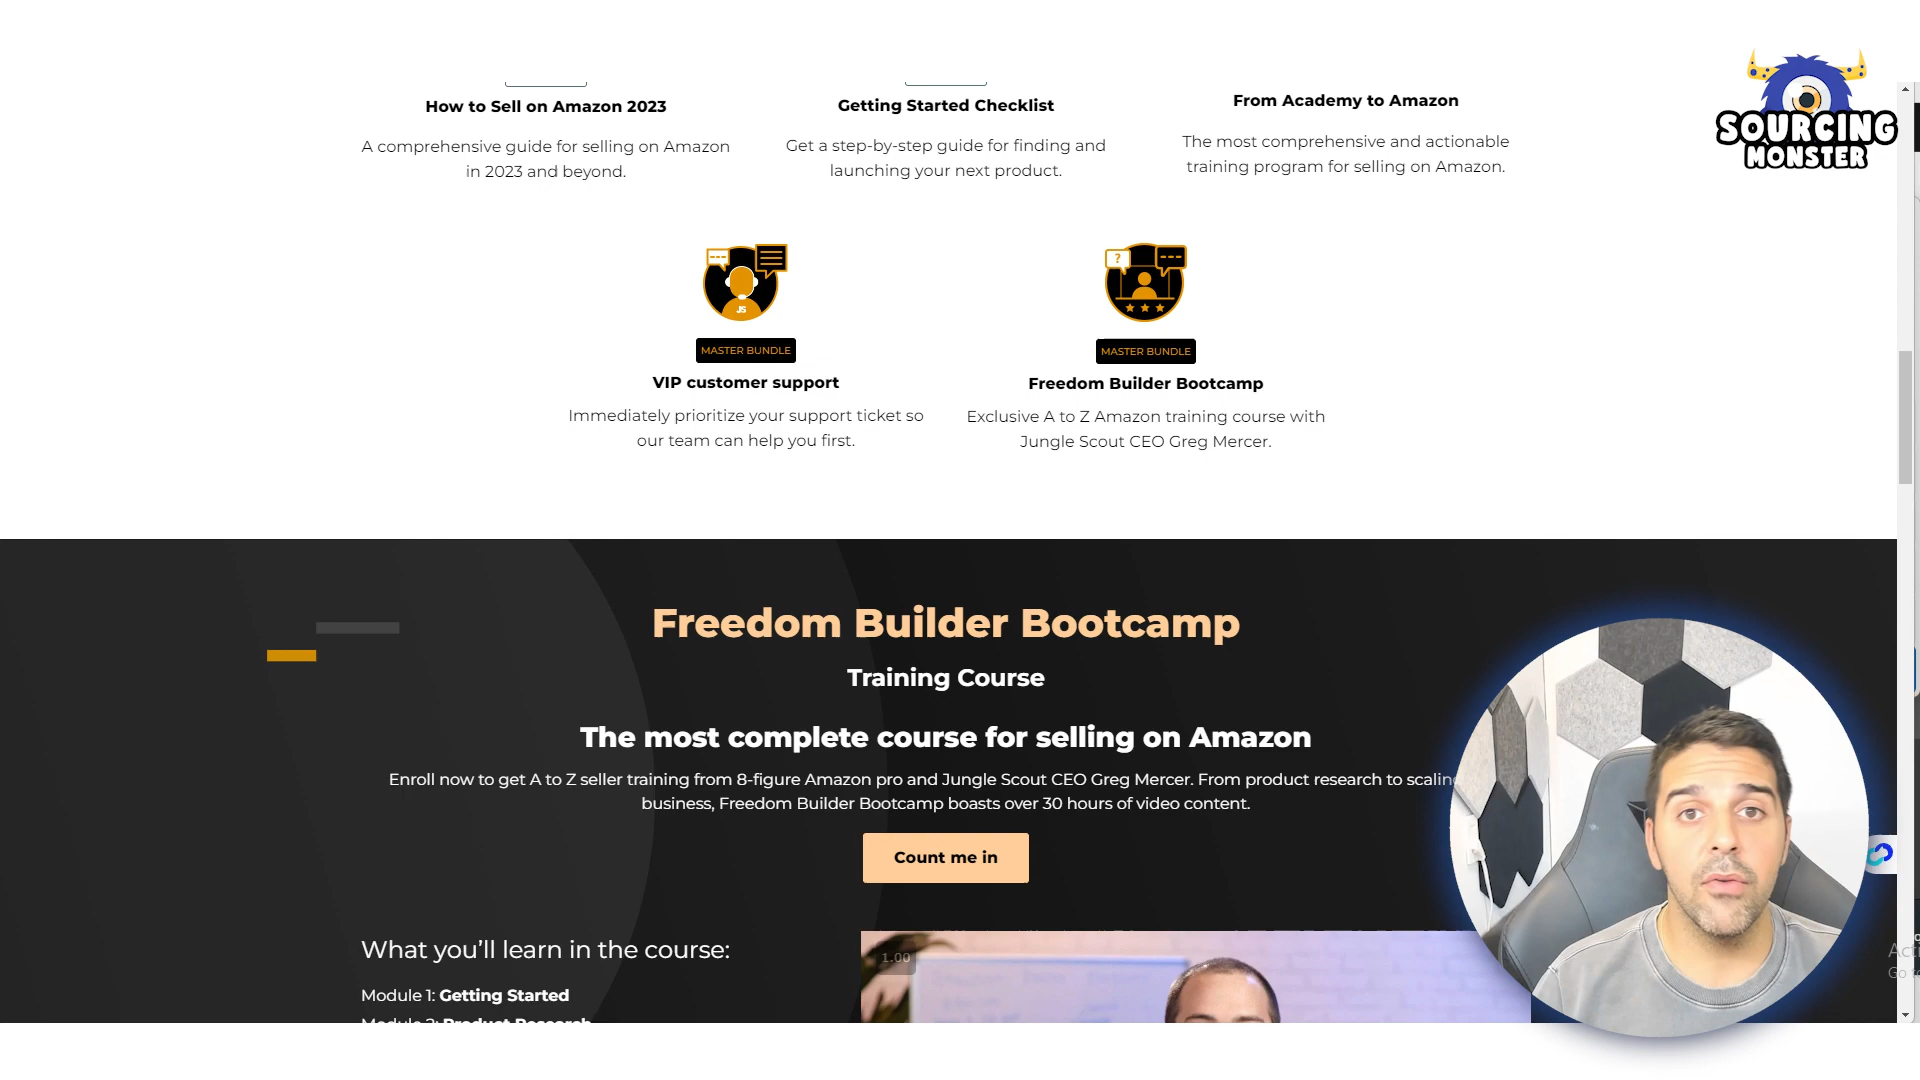 SOURCING
MONSTER
How to Sell on Amazon 2023
A comprehensive guide for selling on Amazon
in 2023 and beyond.
Getting Started Checklist
Get a step-by-step guide for finding and
launching your next product.
From Academy to Amazon
The most comprehensive and actionable
training program for selling on Amazon.
JS
MASTER BUNDLE
VIP customer support
Immediately prioritize your support ticket so
our team can help you first.
?
MASTER BUNDLE
Freedom Builder Bootcamp
Exclusive A to Z Amazon training course with
Jungle Scout CEO Greg Mercer.
Freedom Builder Bootcamp
Training Course
The most complete course for selling on Amazon
Enroll now to get A to Z seller training from 8-figure Amazon pro and Jungle Scout CEO Greg Mercer. From product research to scaling
business, Freedom Builder Bootcamp boasts over 30 hours of video content.
Count me in
What you'll learn in the course:
Module 1: Getting Started
Module 2: Product Research
1.00